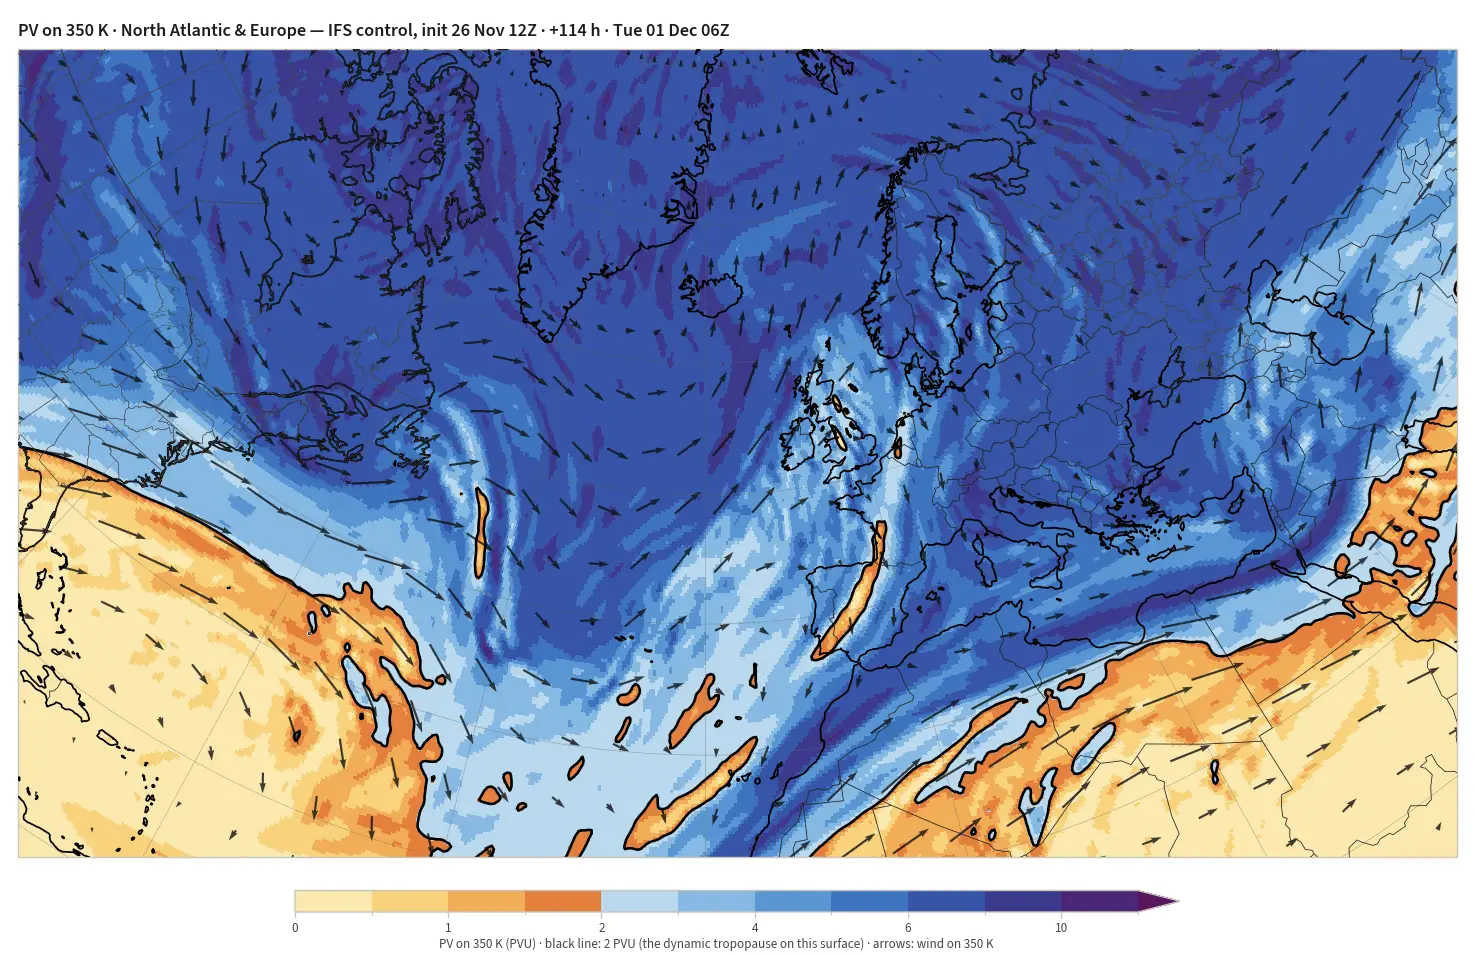 PV on 350 K · North Atlantic & Europe — IFS control, init 26 Nov 12Z · +114 h · Tue 01 Dec 06Z
0 1 2 4 6 10
PV on 350 K (PVU) · black line: 2 PVU (the dynamic tropopause on this surface) · arrows: wind on 350 K